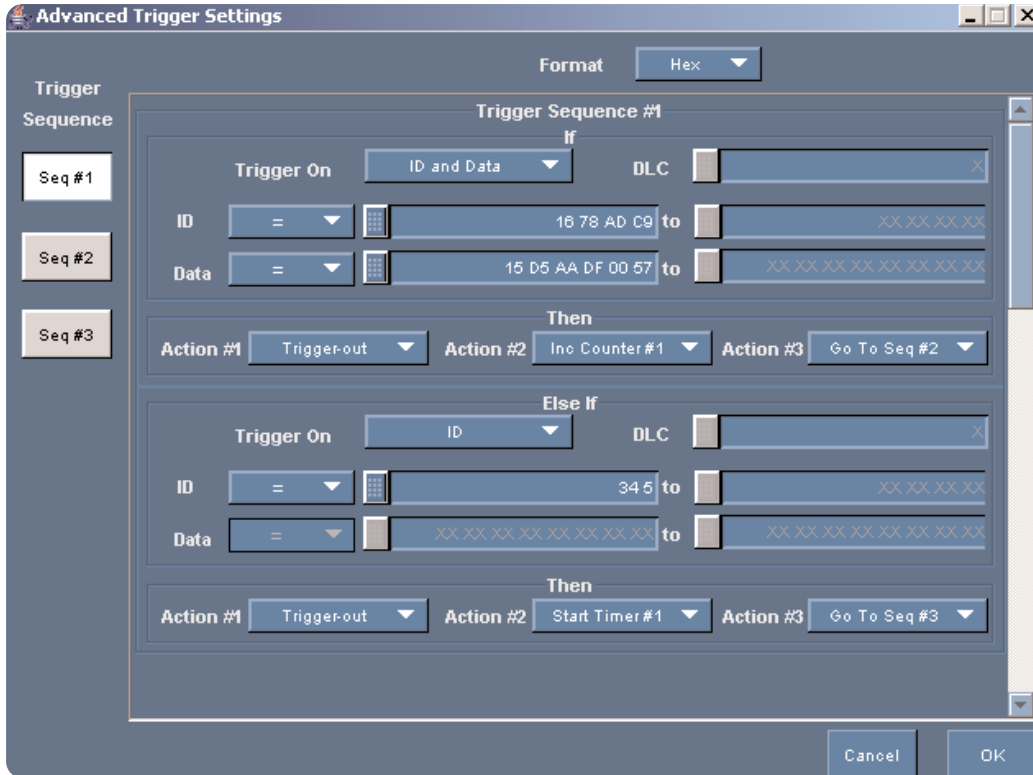 Advanced Trigger Settings
Format Hex
Trigger Sequence
Seq #1
Seq #2
Seq #3
Trigger Sequence #1
If
Trigger On ID and Data DLC X
ID = 16 78 AD C9 to XX XX XX XX
Data = 15 D5 AA DF 00 57 to XX XX XX XX XX XX XX XX
Then
Action #1 Trigger-out Action #2 Inc Counter #1 Action #3 Go To Seq #2
Else If
Trigger On ID DLC X
ID = 34 5 to XX XX XX XX
Data = XX XX XX XX XX XX XX XX to XX XX XX XX XX XX XX XX
Then
Action #1 Trigger-out Action #2 Start Timer #1 Action #3 Go To Seq #3
Cancel OK